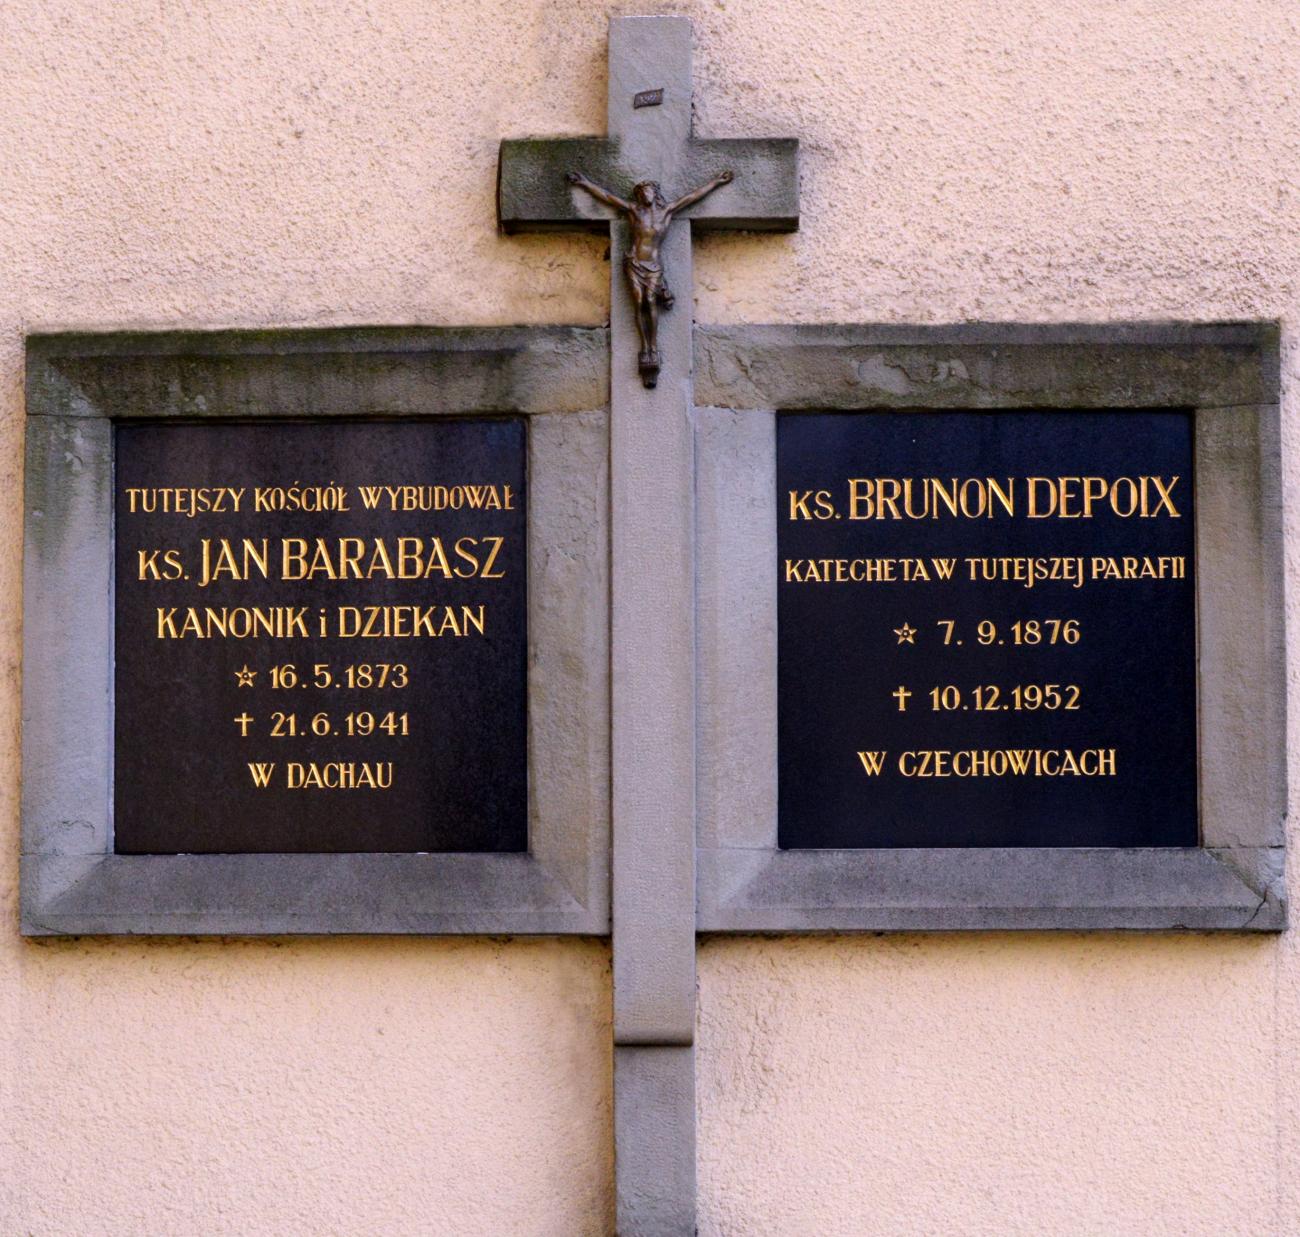 TUTEJSZY KOŚCIÓŁ WYBUDOWAŁ
KS. JAN BARABASZ
KANONIK i DZIEKAN
☆ 16.5.1873
† 21.6.1941
W DACHAU
KS. BRUNON DEPOIX
KATECHETA W TUTEJSZEJ PARAFII
☆ 7.9.1876
† 10.12.1952
W CZECHOWICACH